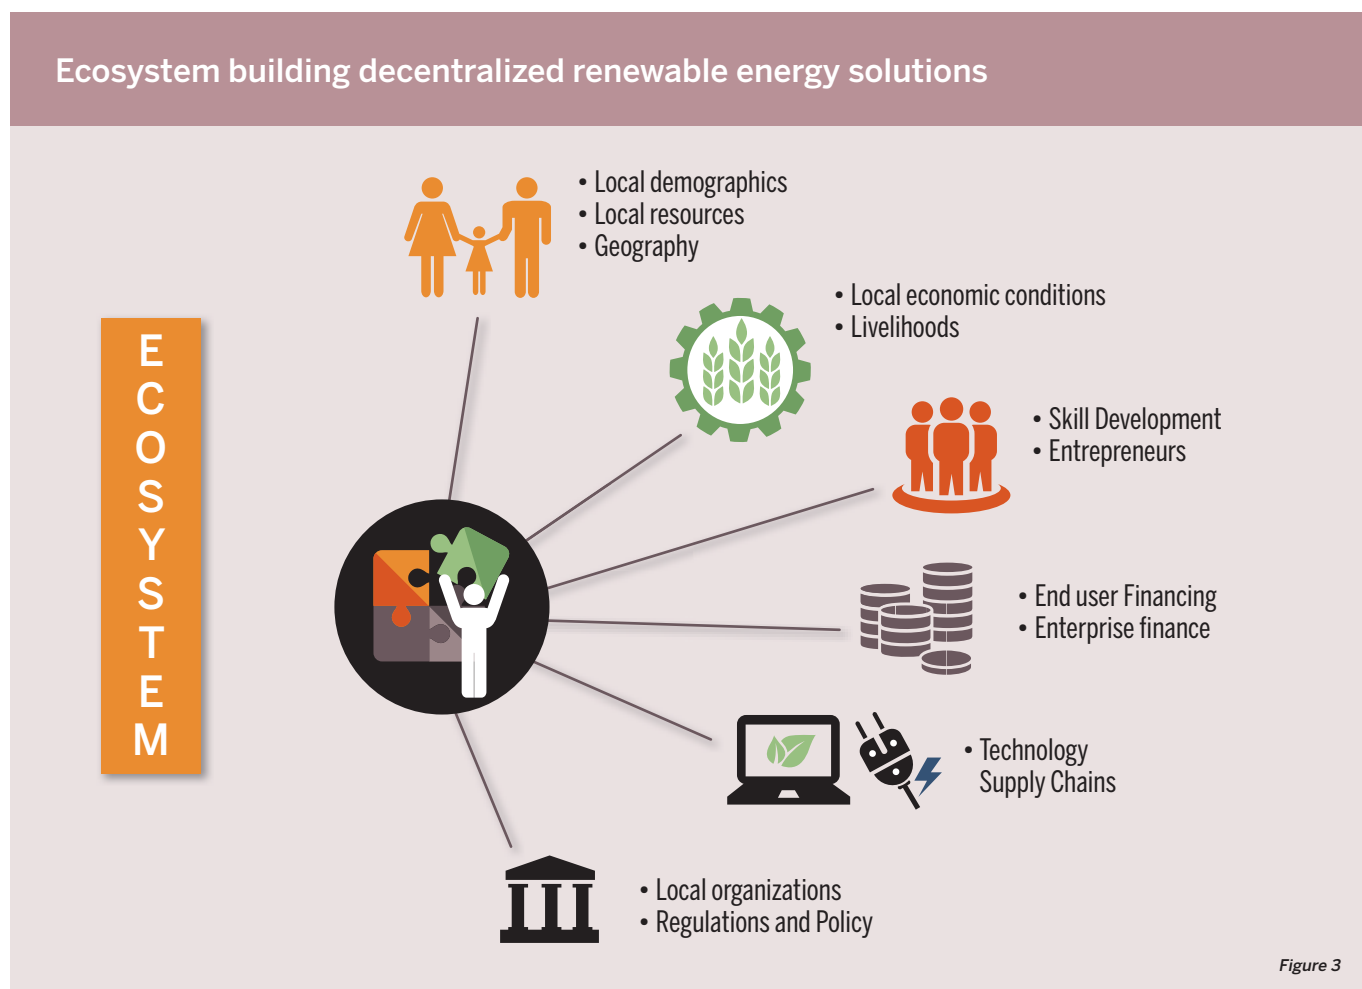 Ecosystem building decentralized renewable energy solutions
ECOSYSTEM
• Local demographics
• Local resources
• Geography
• Local economic conditions
• Livelihoods
• Skill Development
• Entrepreneurs
• End user Financing
• Enterprise finance
• Technology
Supply Chains
• Local organizations
• Regulations and Policy
Figure 3